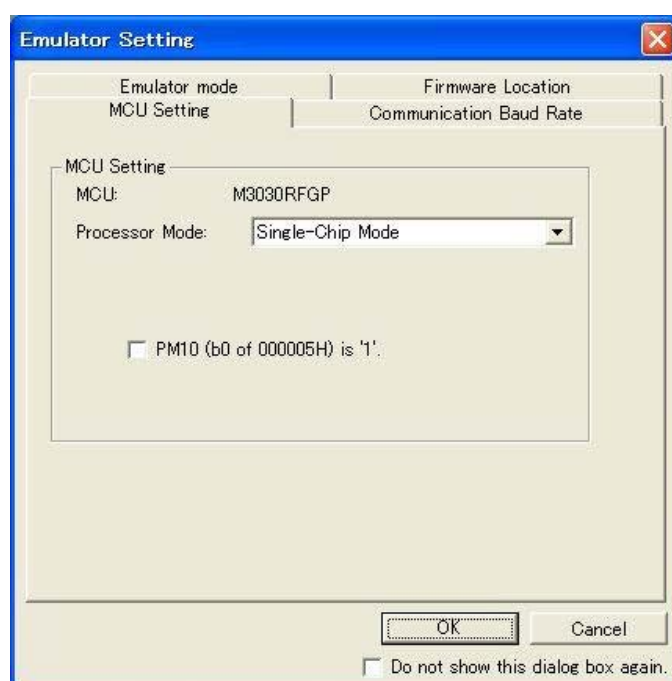 Emulator Setting
Emulator mode
Firmware Location
MCU Setting
Communication Baud Rate
MCU Setting
MCU:
M3030RFGP
Processor Mode:
Single-Chip Mode
PM10 (b0 of 000005H) is '1'.
OK
Cancel
Do not show this dialog box again.